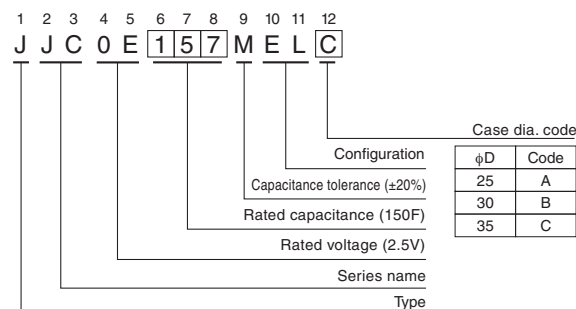 1 2 3 4 5 6 7 8 9 10 11 12
J J C 0 E 1 5 7 M E L C
Case dia. code
φD Code
25 A
30 B
35 C
Configuration
Capacitance tolerance (±20%)
Rated capacitance (150F)
Rated voltage (2.5V)
Series name
Type